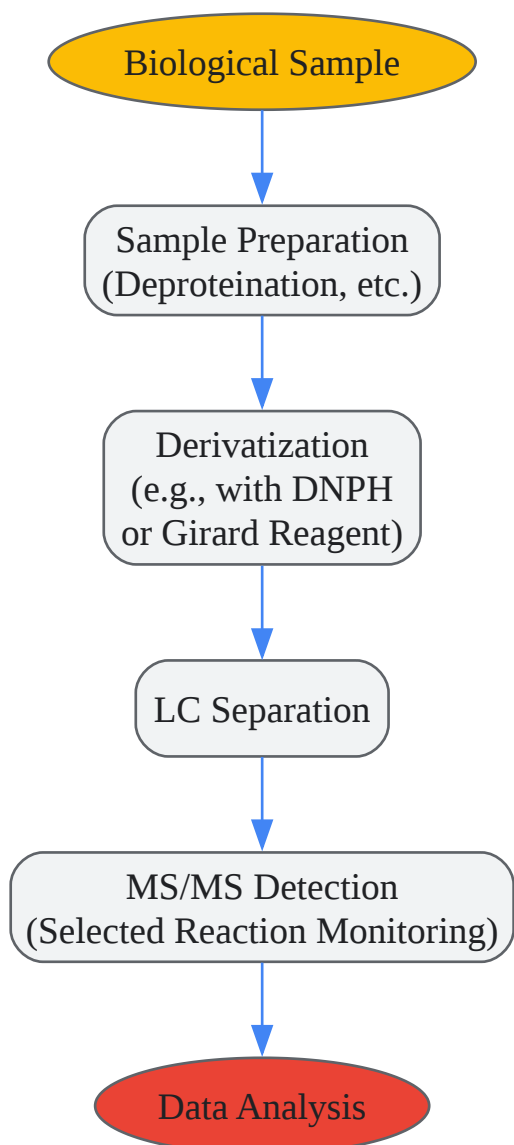 Biological Sample
Sample Preparation
(Deproteination, etc.)
Derivatization
(e.g., with DNPH
or Girard Reagent)
LC Separation
MS/MS Detection
(Selected Reaction Monitoring)
Data Analysis